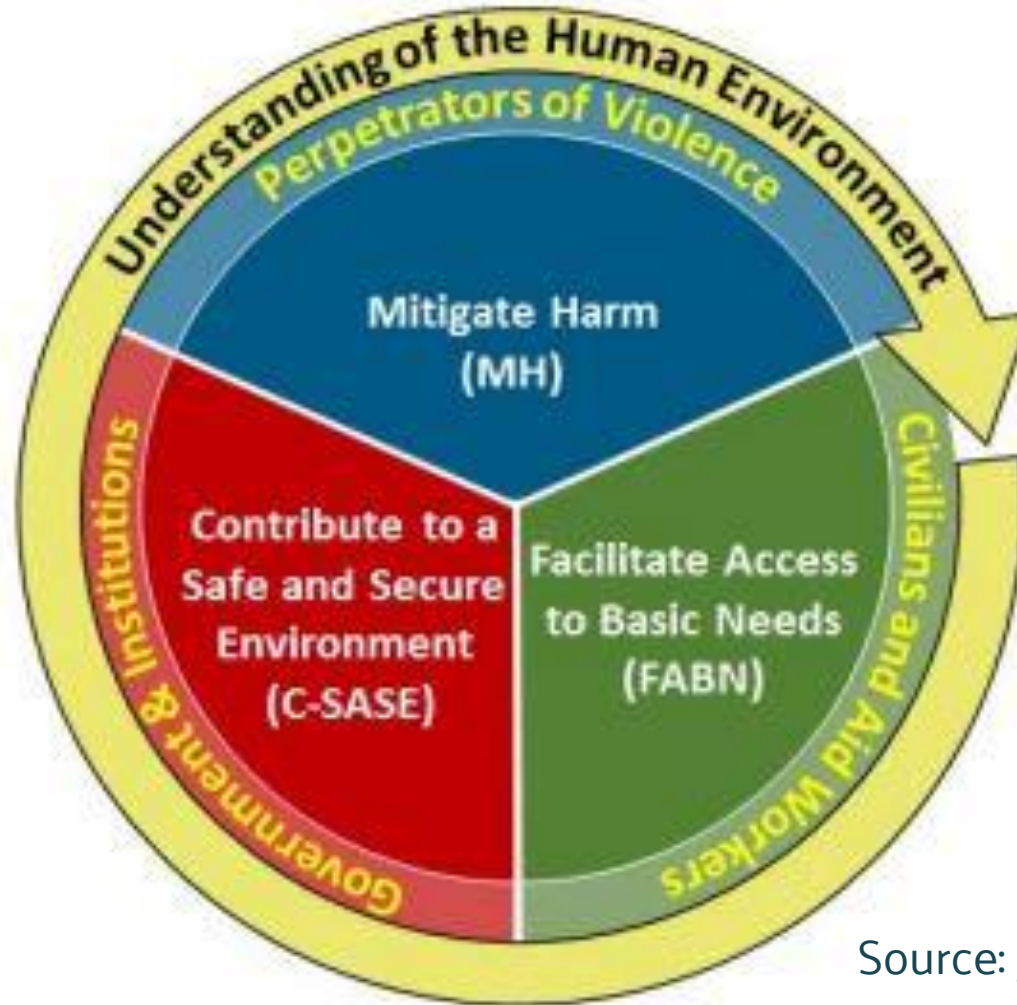 Understanding of the Human Environment
Perpetrators of Violence
Mitigate Harm
(MH)
Contribute to a
Safe and Secure
Environment
(C-SASE)
Facilitate Access
to Basic Needs
(FABN)
Government & Institutions
Civilians and Aid Workers
Source: